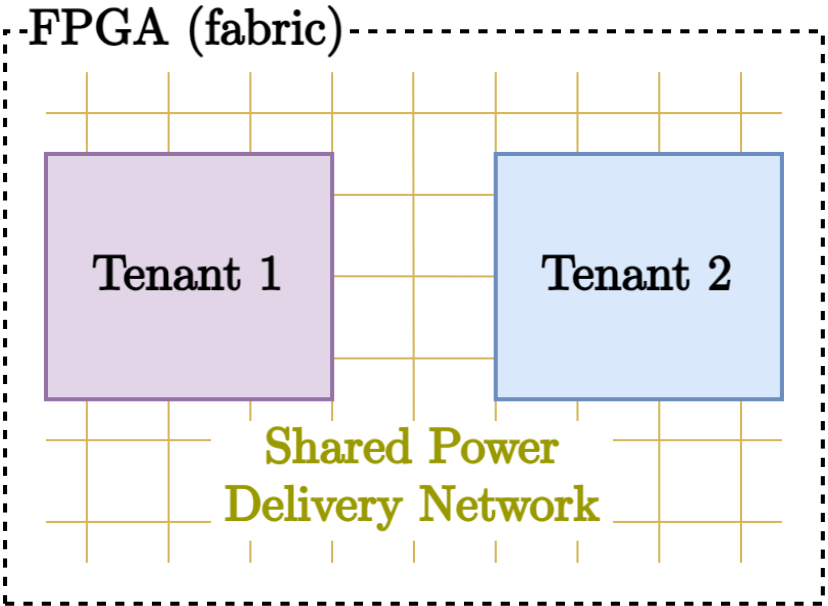 FPGA (fabric)
Tenant 1
Tenant 2
Shared Power
Delivery Network